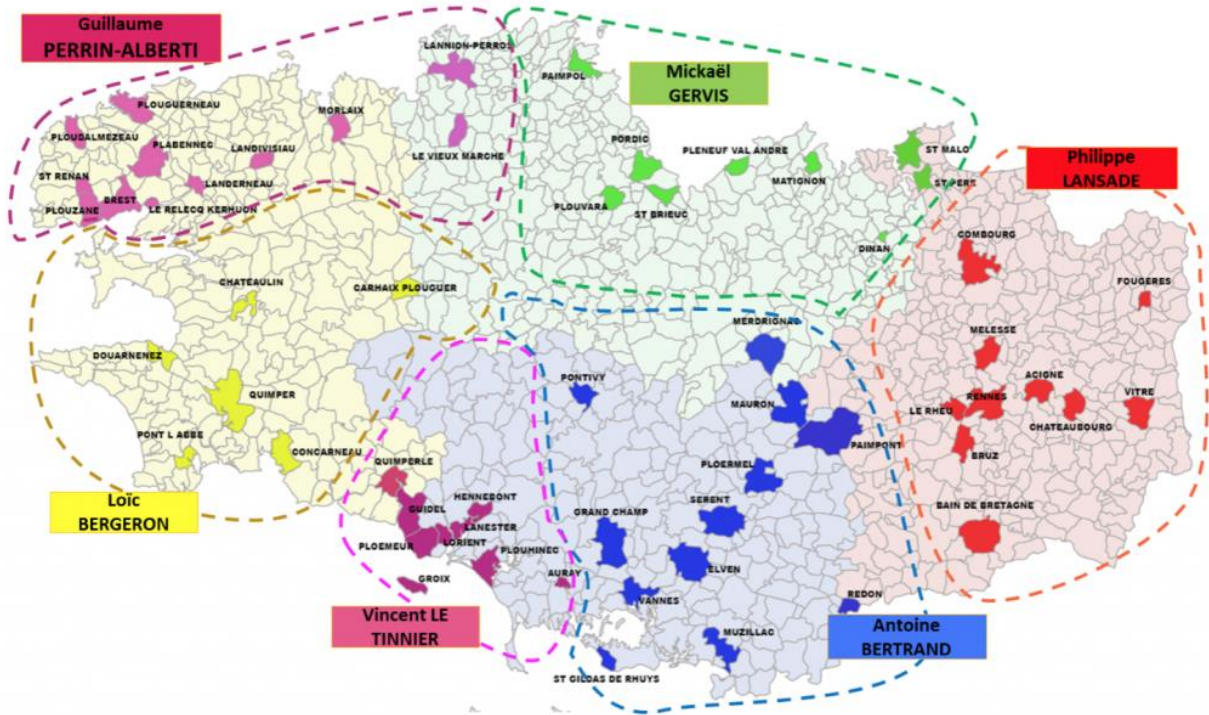 Guillaume
PERRIN-ALBERTI
LANNION-PERROS
PLOUGUERNEAU
MORLAIX
PLOUDALMEZEAU
PLABENNEC
LANDIVISIAU
LE VIEUX MARCHE
ST RENAN
LANDERNEAU
BREST
PLOUZANE
LE RELECQ KERHUON
Mickaël
GERVIS
PAIMPOL
PORDIC
PLENEUF VAL ANDRE
ST MALO
MATIGNON
ST PERE
PLOUVARA
ST BRIEUC
DINAN
Philippe
LANSADE
COMBOURG
FOUGERES
MELESSE
ACIGNE
VITRE
RENNES
LE RHEU
CHATEAUBOURG
BRUZ
BAIN DE BRETAGNE
CHATEAULIN
CARHAIX PLOUGUER
DOUARNENEZ
QUIMPER
PONT L ABBE
CONCARNEAU
Loïc
BERGERON
QUIMPERLE
HENNEBONT
GUIDEL
LANESTER
LORIENT
PLOEMEUR
PLOUHINEC
GROIX
AURAY
Vincent LE
TINNIER
MERDRIGNAC
PONTIVY
MAURON
PAIMPONT
PLOERMEL
SERENT
GRAND CHAMP
ELVEN
VANNES
REDON
MUZILLAC
ST GILDAS DE RHUYS
Antoine
BERTRAND